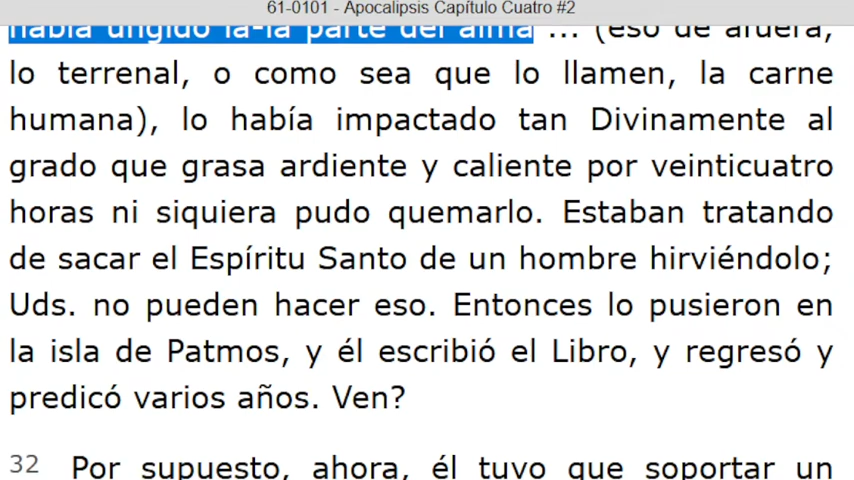 61-0101 - Apocalipsis Capítulo Cuatro #2
había ungido la-la parte del alma ... (eso de afuera,
lo terrenal, o como sea que lo llamen, la carne
humana), lo había impactado tan Divinamente al
grado que grasa ardiente y caliente por veinticuatro
horas ni siquiera pudo quemarlo. Estaban tratando
de sacar el Espíritu Santo de un hombre hirviéndolo;
Uds. no pueden hacer eso. Entonces lo pusieron en
la isla de Patmos, y él escribió el Libro, y regresó y
predicó varios años. Ven?
32 Por supuesto, ahora, él tuvo que soportar un